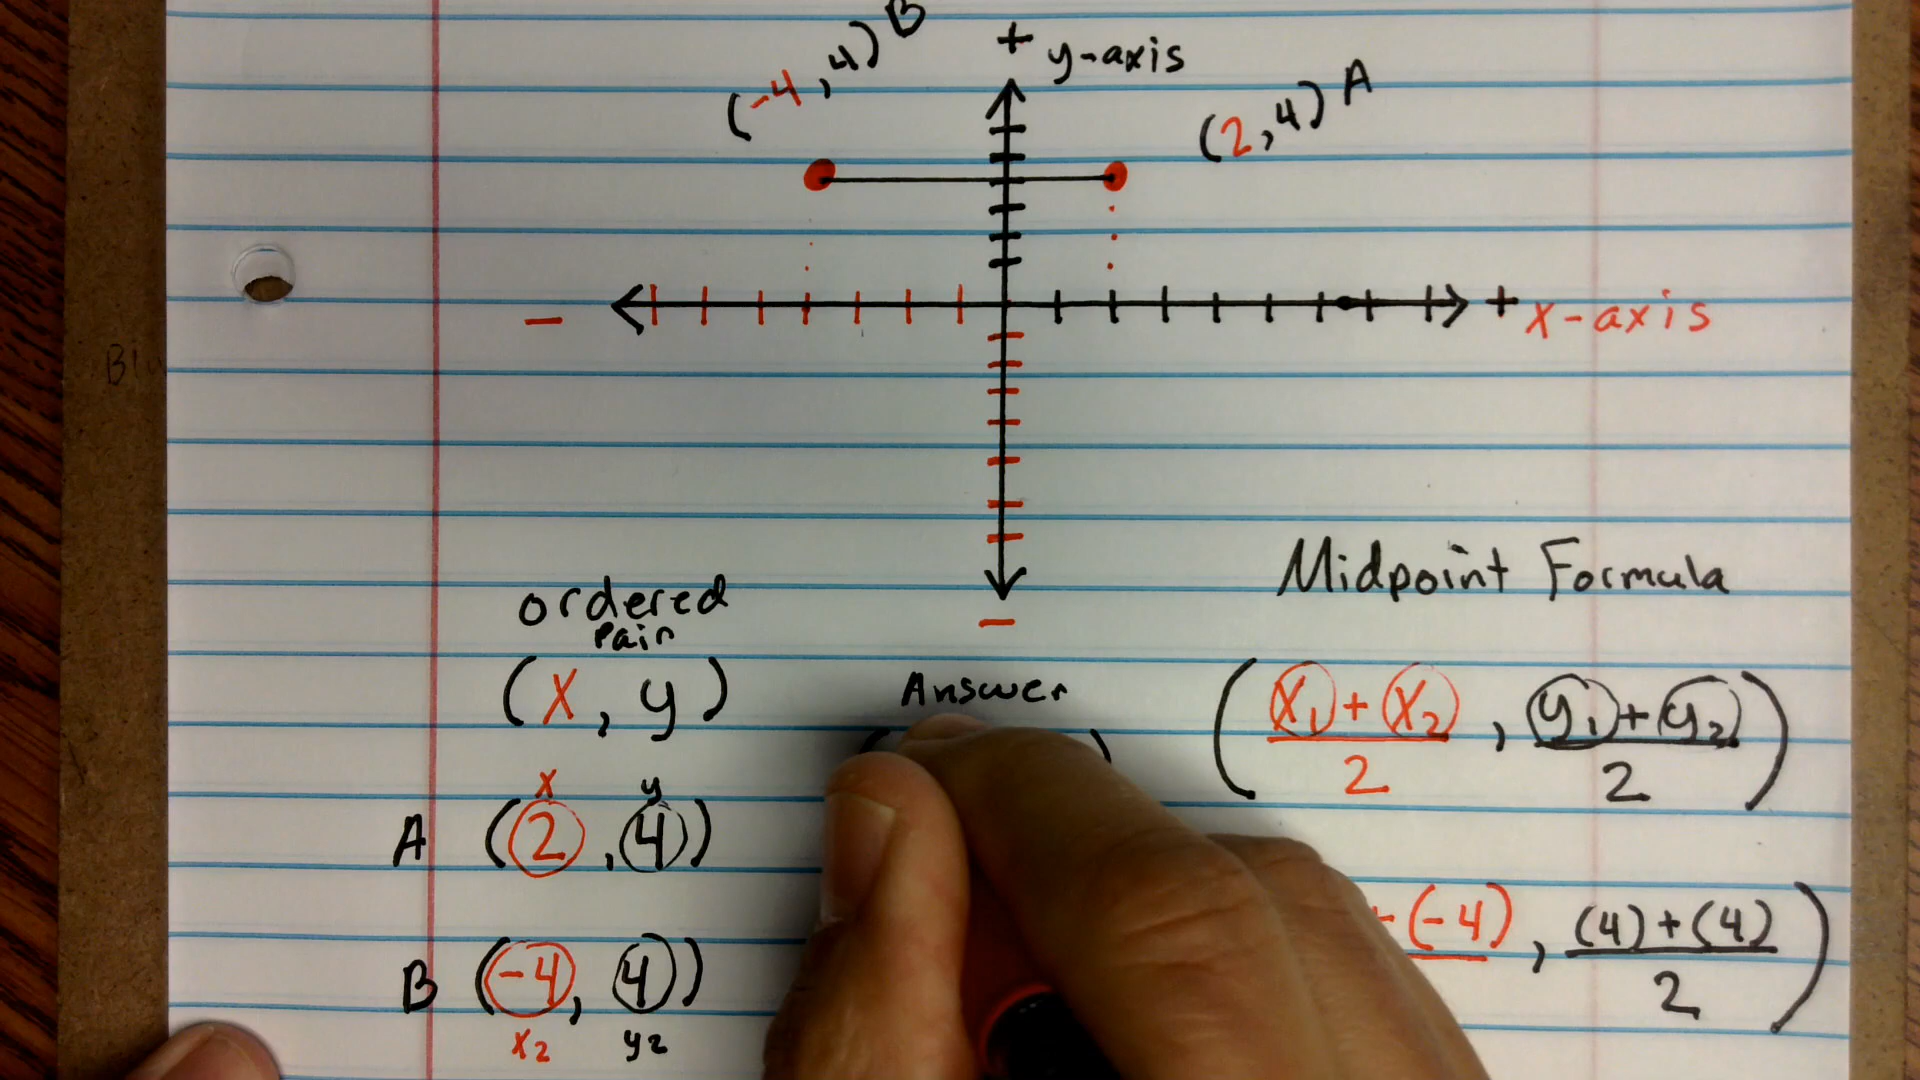 (-4, 4) B
+ y-axis
(2, 4) A
- + x-axis
-
Midpoint Formula
ordered
pair
(x, y)
Answer
(x₁ + x₂ / 2, y₁ + y₂ / 2)
x y
A (2, 4)
( )
B (-4, 4)
x₂ y₂
+ (-4), (4) + (4) / 2)